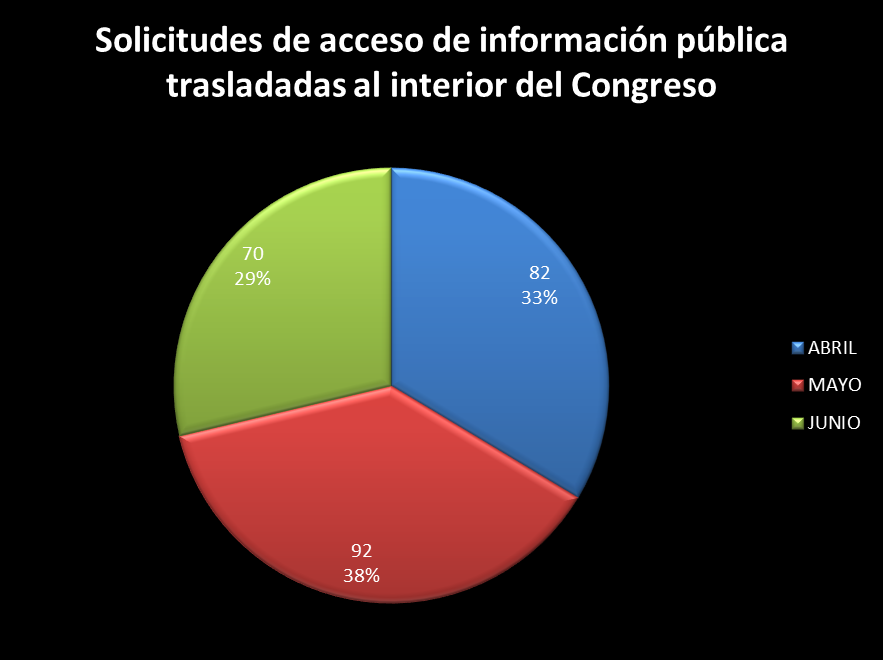 Solicitudes de acceso de información pública
trasladadas al interior del Congreso
70
29%
82
33%
92
38%
ABRIL
MAYO
JUNIO